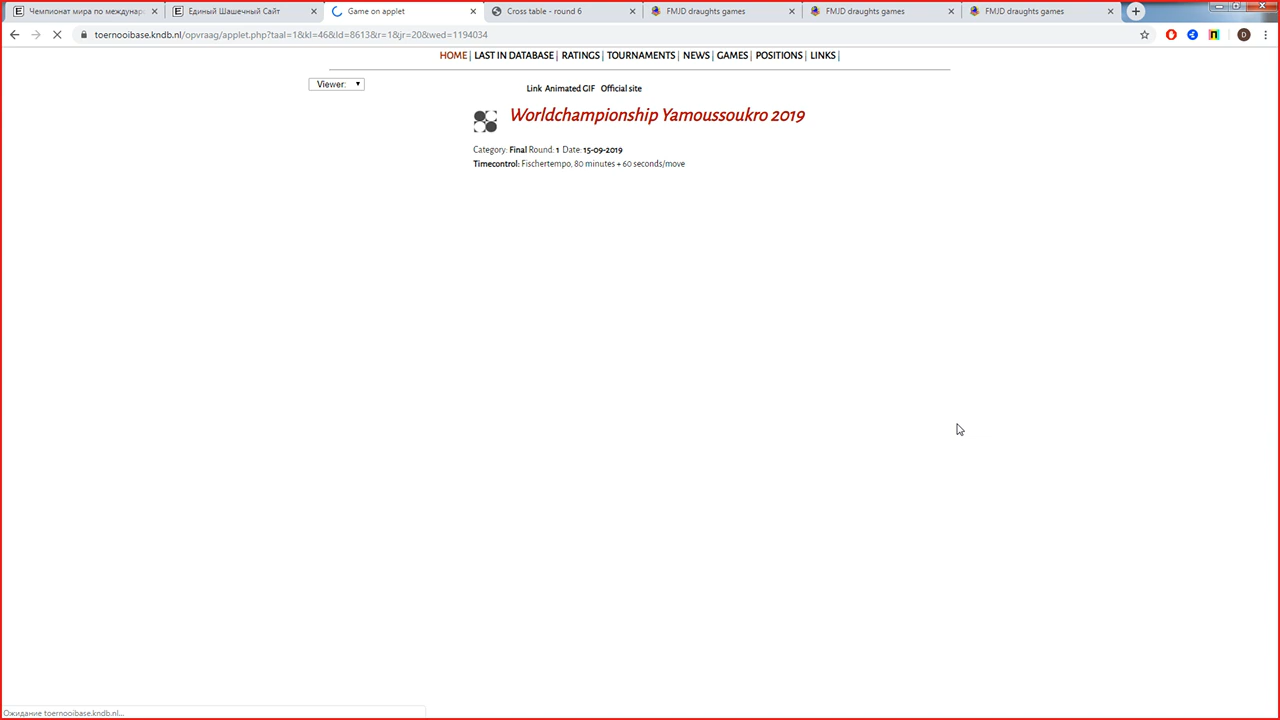 Чемпионат мира по междунар
Единый Шашечный Сайт
Game on applet
Cross table - round 6
FMJD draughts games
FMJD draughts games
FMJD draughts games
toernooibase.kndb.nl/opvraag/applet.php?taal=1&kl=46&Id=8613&r=1&jr=20&wed=1194034
D
HOME | LAST IN DATABASE | RATINGS | TOURNAMENTS | NEWS | GAMES | POSITIONS | LINKS |
Viewer:
Link Animated GIF Official site
Worldchampionship Yamoussoukro 2019
Category: Final Round: 1 Date: 15-09-2019
Timecontrol: Fischertempo, 80 minutes + 60 seconds/move
Ожидание toernooibase.kndb.nl...